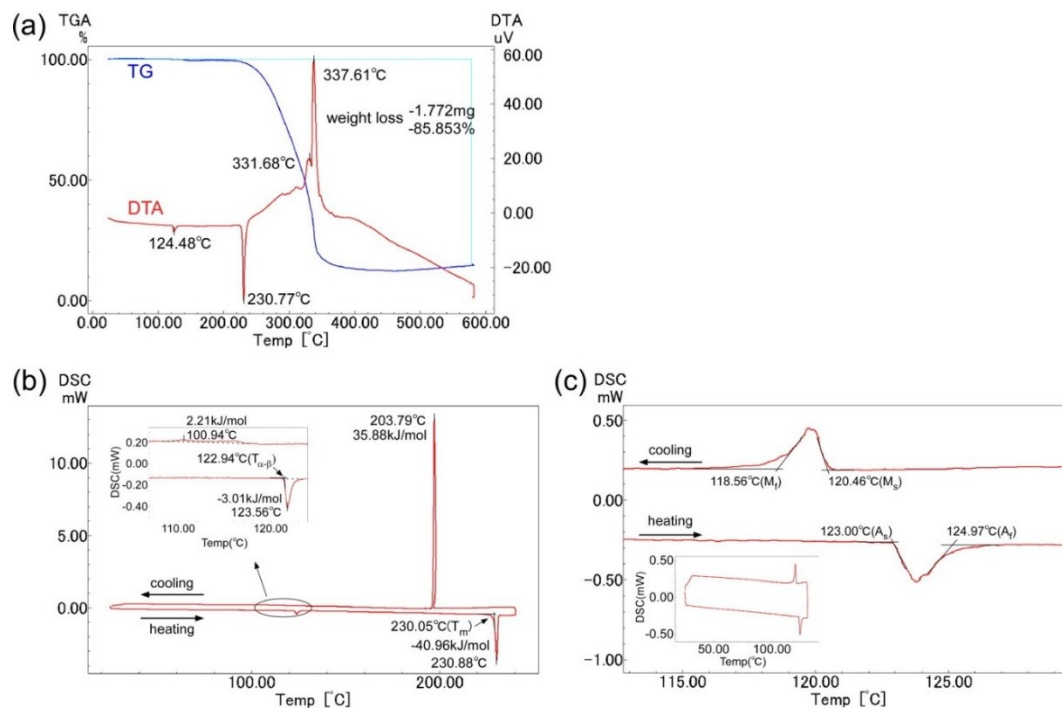 (a)
TGA
%
DTA
uV
100.00
50.00
0.00
60.00
40.00
20.00
0.00
-20.00
TG
DTA
337.61°C
weight loss
-1.772mg
-85.853%
331.68°C
124.48°C
230.77°C
0.00 100.00 200.00 300.00 400.00 500.00 600.00
Temp [°C]
(b)
DSC
mW
10.00
5.00
0.00
2.21kJ/mol
100.94°C
0.20
0.00
-0.20
-0.40
DSC(mW)
122.94°C(Tα-β)
-3.01kJ/mol
123.56°C
110.00 120.00
Temp(°C)
203.79°C
35.88kJ/mol
cooling
heating
230.05°C(Tm)
-40.96kJ/mol
230.88°C
100.00 200.00
Temp [°C]
(c)
DSC
mW
0.50
0.00
-0.50
-1.00
cooling
118.56°C(Mf)
120.46°C(Ms)
heating
123.00°C(As)
124.97°C(Af)
0.50
0.00
-0.50
DSC(mW)
50.00 100.00
Temp(°C)
115.00 120.00 125.00
Temp [°C]